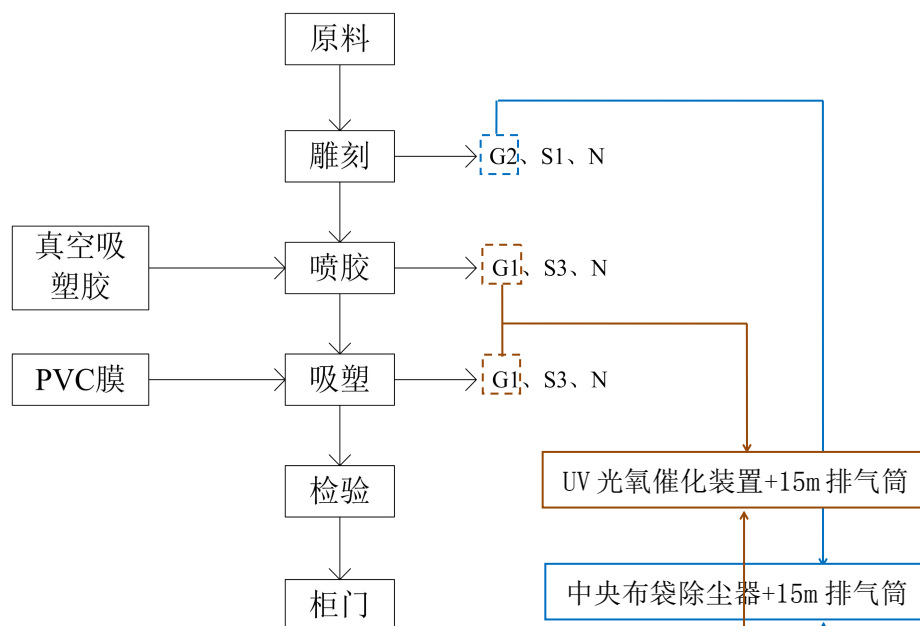 原料
雕刻
G2、S1、N
真空吸
塑胶
喷胶
G1、S3、N
PVC膜
吸塑
G1、S3、N
检验
UV光氧催化装置+15m排气筒
柜门
中央布袋除尘器+15m排气筒